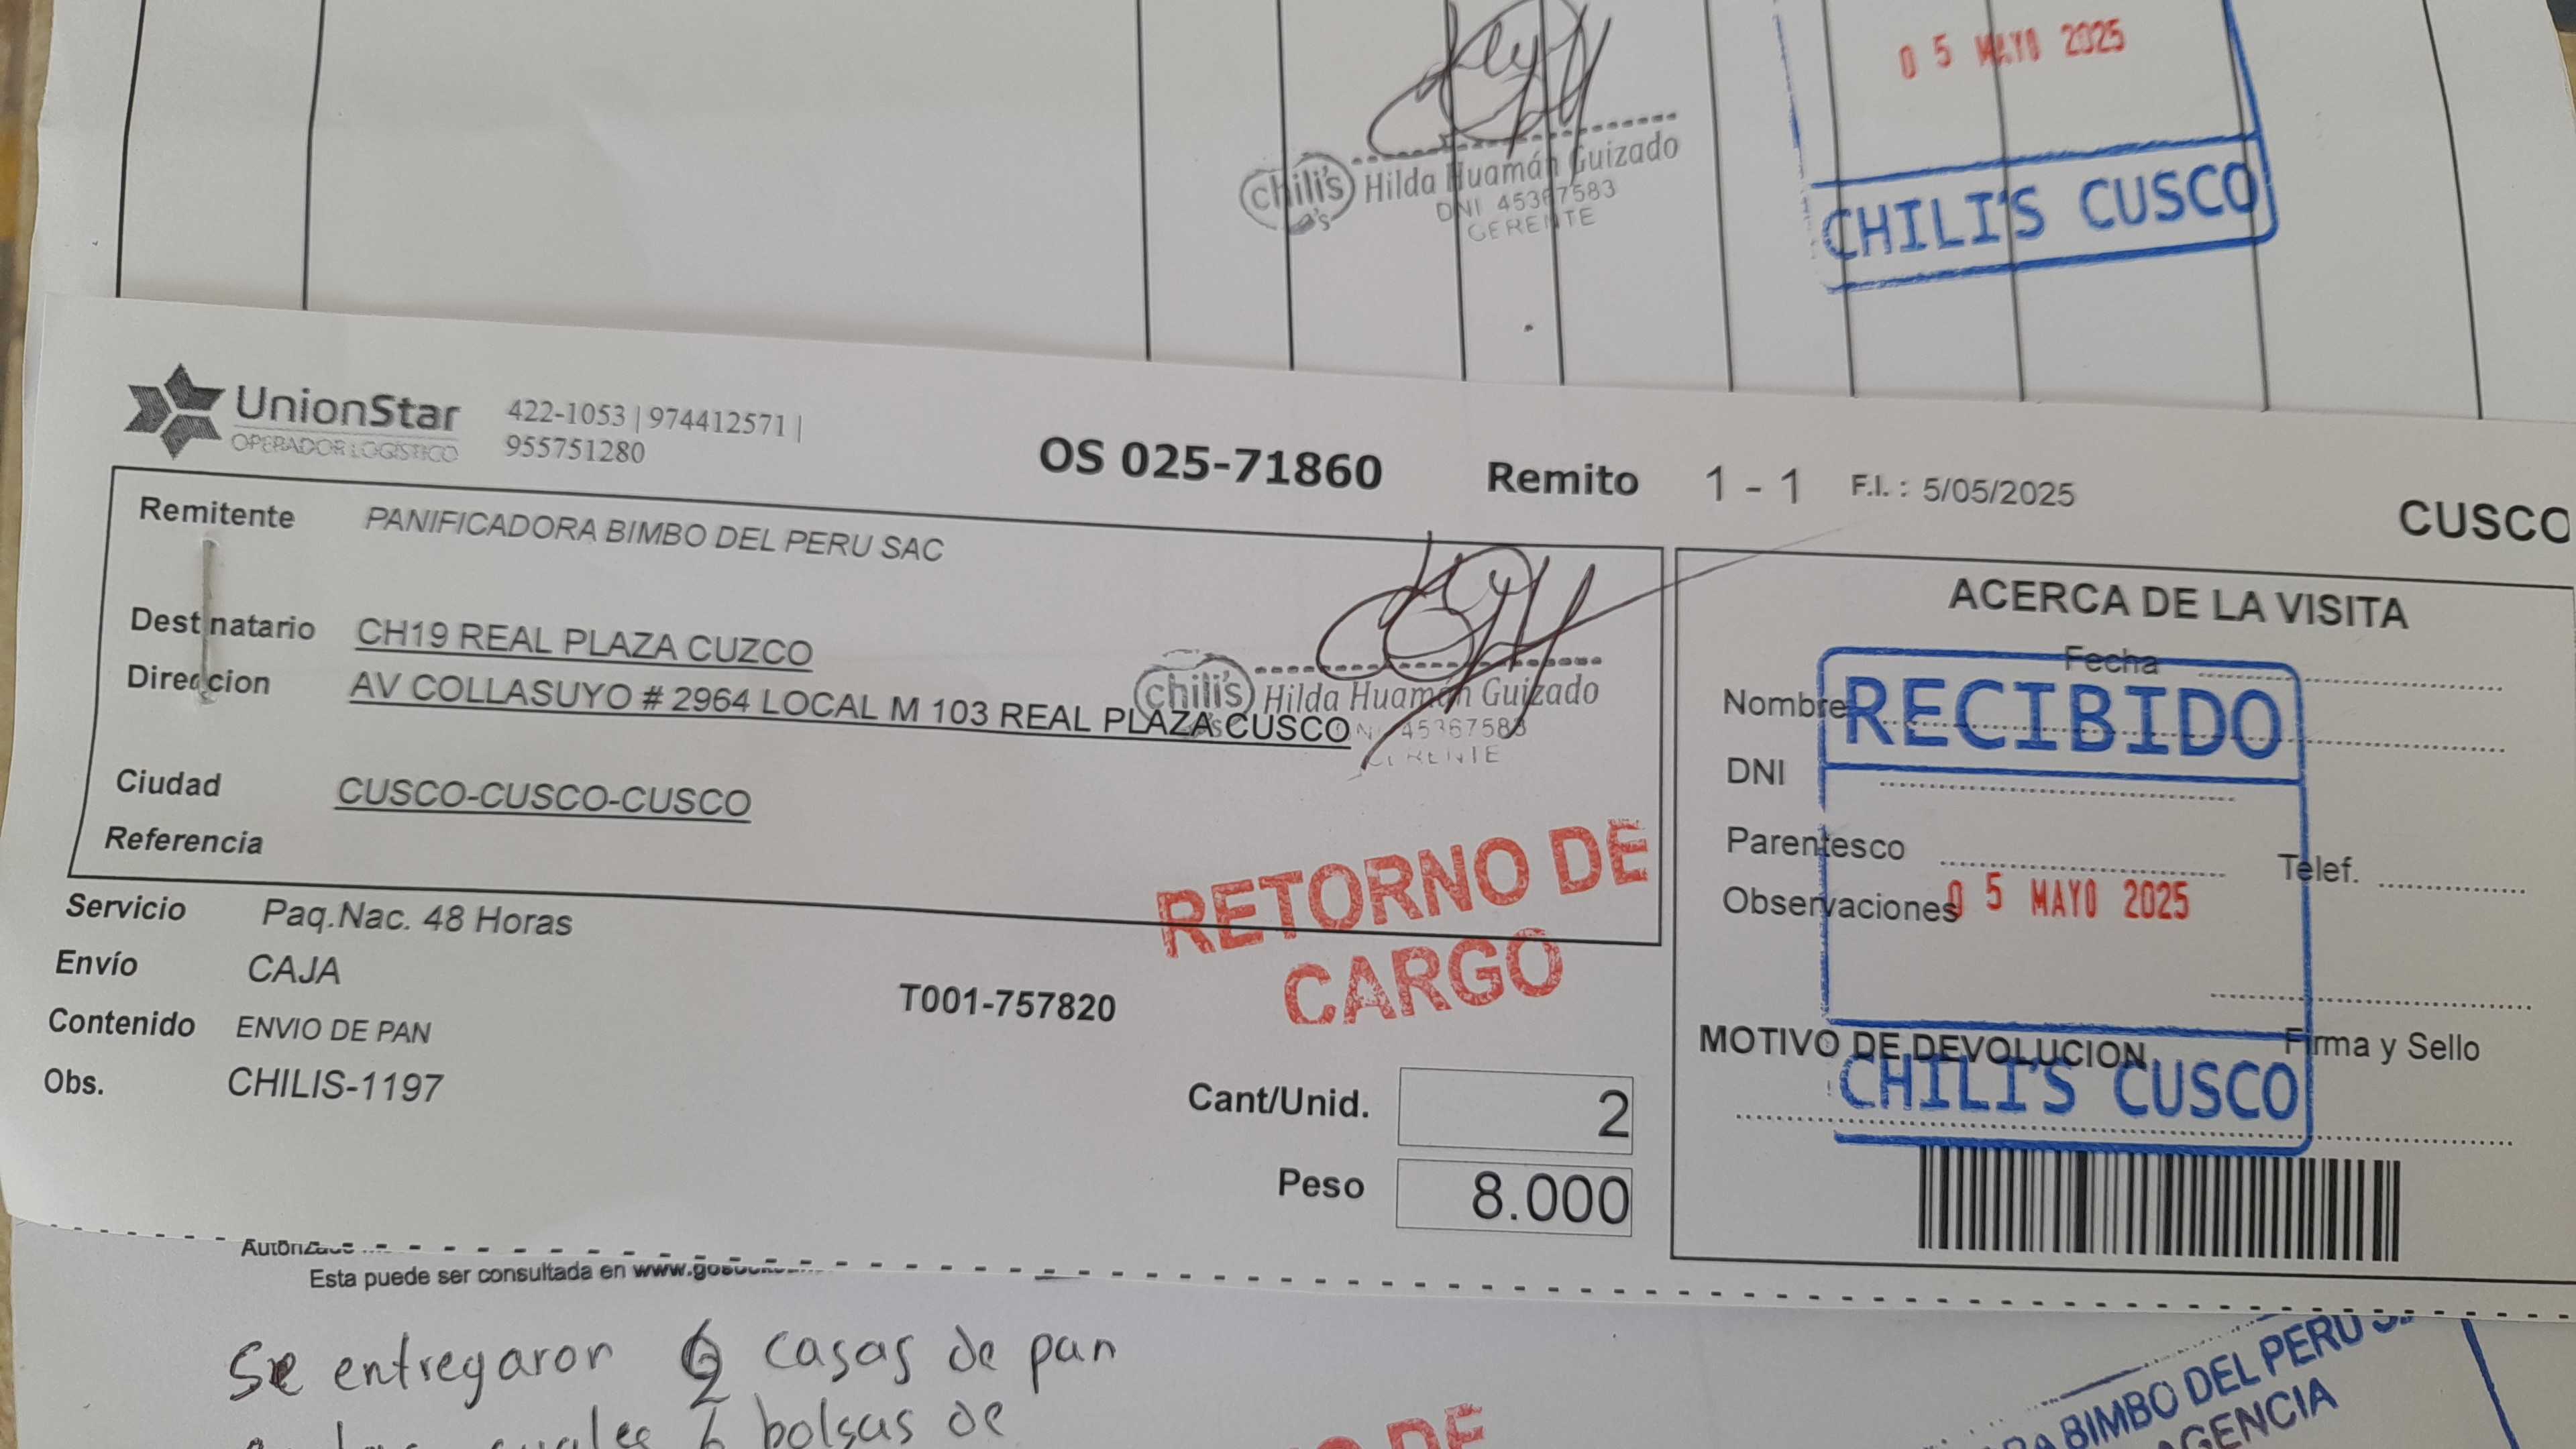 0 5 MAYO 2025
chili's Hilda Huamán Guizado
DNI 45367583
GERENTE
CHILI'S CUSCO
UnionStar
OPERADOR LOGÍSTICO
422-1053 | 974412571 |
955751280
OS 025-71860 Remito 1 - 1 F.I. : 5/05/2025
CUSCO
Remitente PANIFICADORA BIMBO DEL PERU SAC
Destinatario CH19 REAL PLAZA CUZCO
Direccion AV COLLASUYO # 2964 LOCAL M 103 REAL PLAZA CUSCO
chili's Hilda Huamán Guizado
45367583
GERENTE
Ciudad CUSCO-CUSCO-CUSCO
Referencia
RETORNO DE
CARGO
Servicio Paq.Nac. 48 Horas
Envío CAJA
Contenido ENVIO DE PAN
Obs. CHILIS-1197
T001-757820
Cant/Unid. 2
Peso 8.000
ACERCA DE LA VISITA
Fecha
Nombre
RECIBIDO
DNI
Parentesco
Telef.
Observaciones
0 5 MAYO 2025
Firma y Sello
MOTIVO DE DEVOLUCION
CHILI'S CUSCO
Esta puede ser consultada en
Se entregaron casas de pan
6 bolsas de
BIMBO DEL PERU
AGENCIA
DE